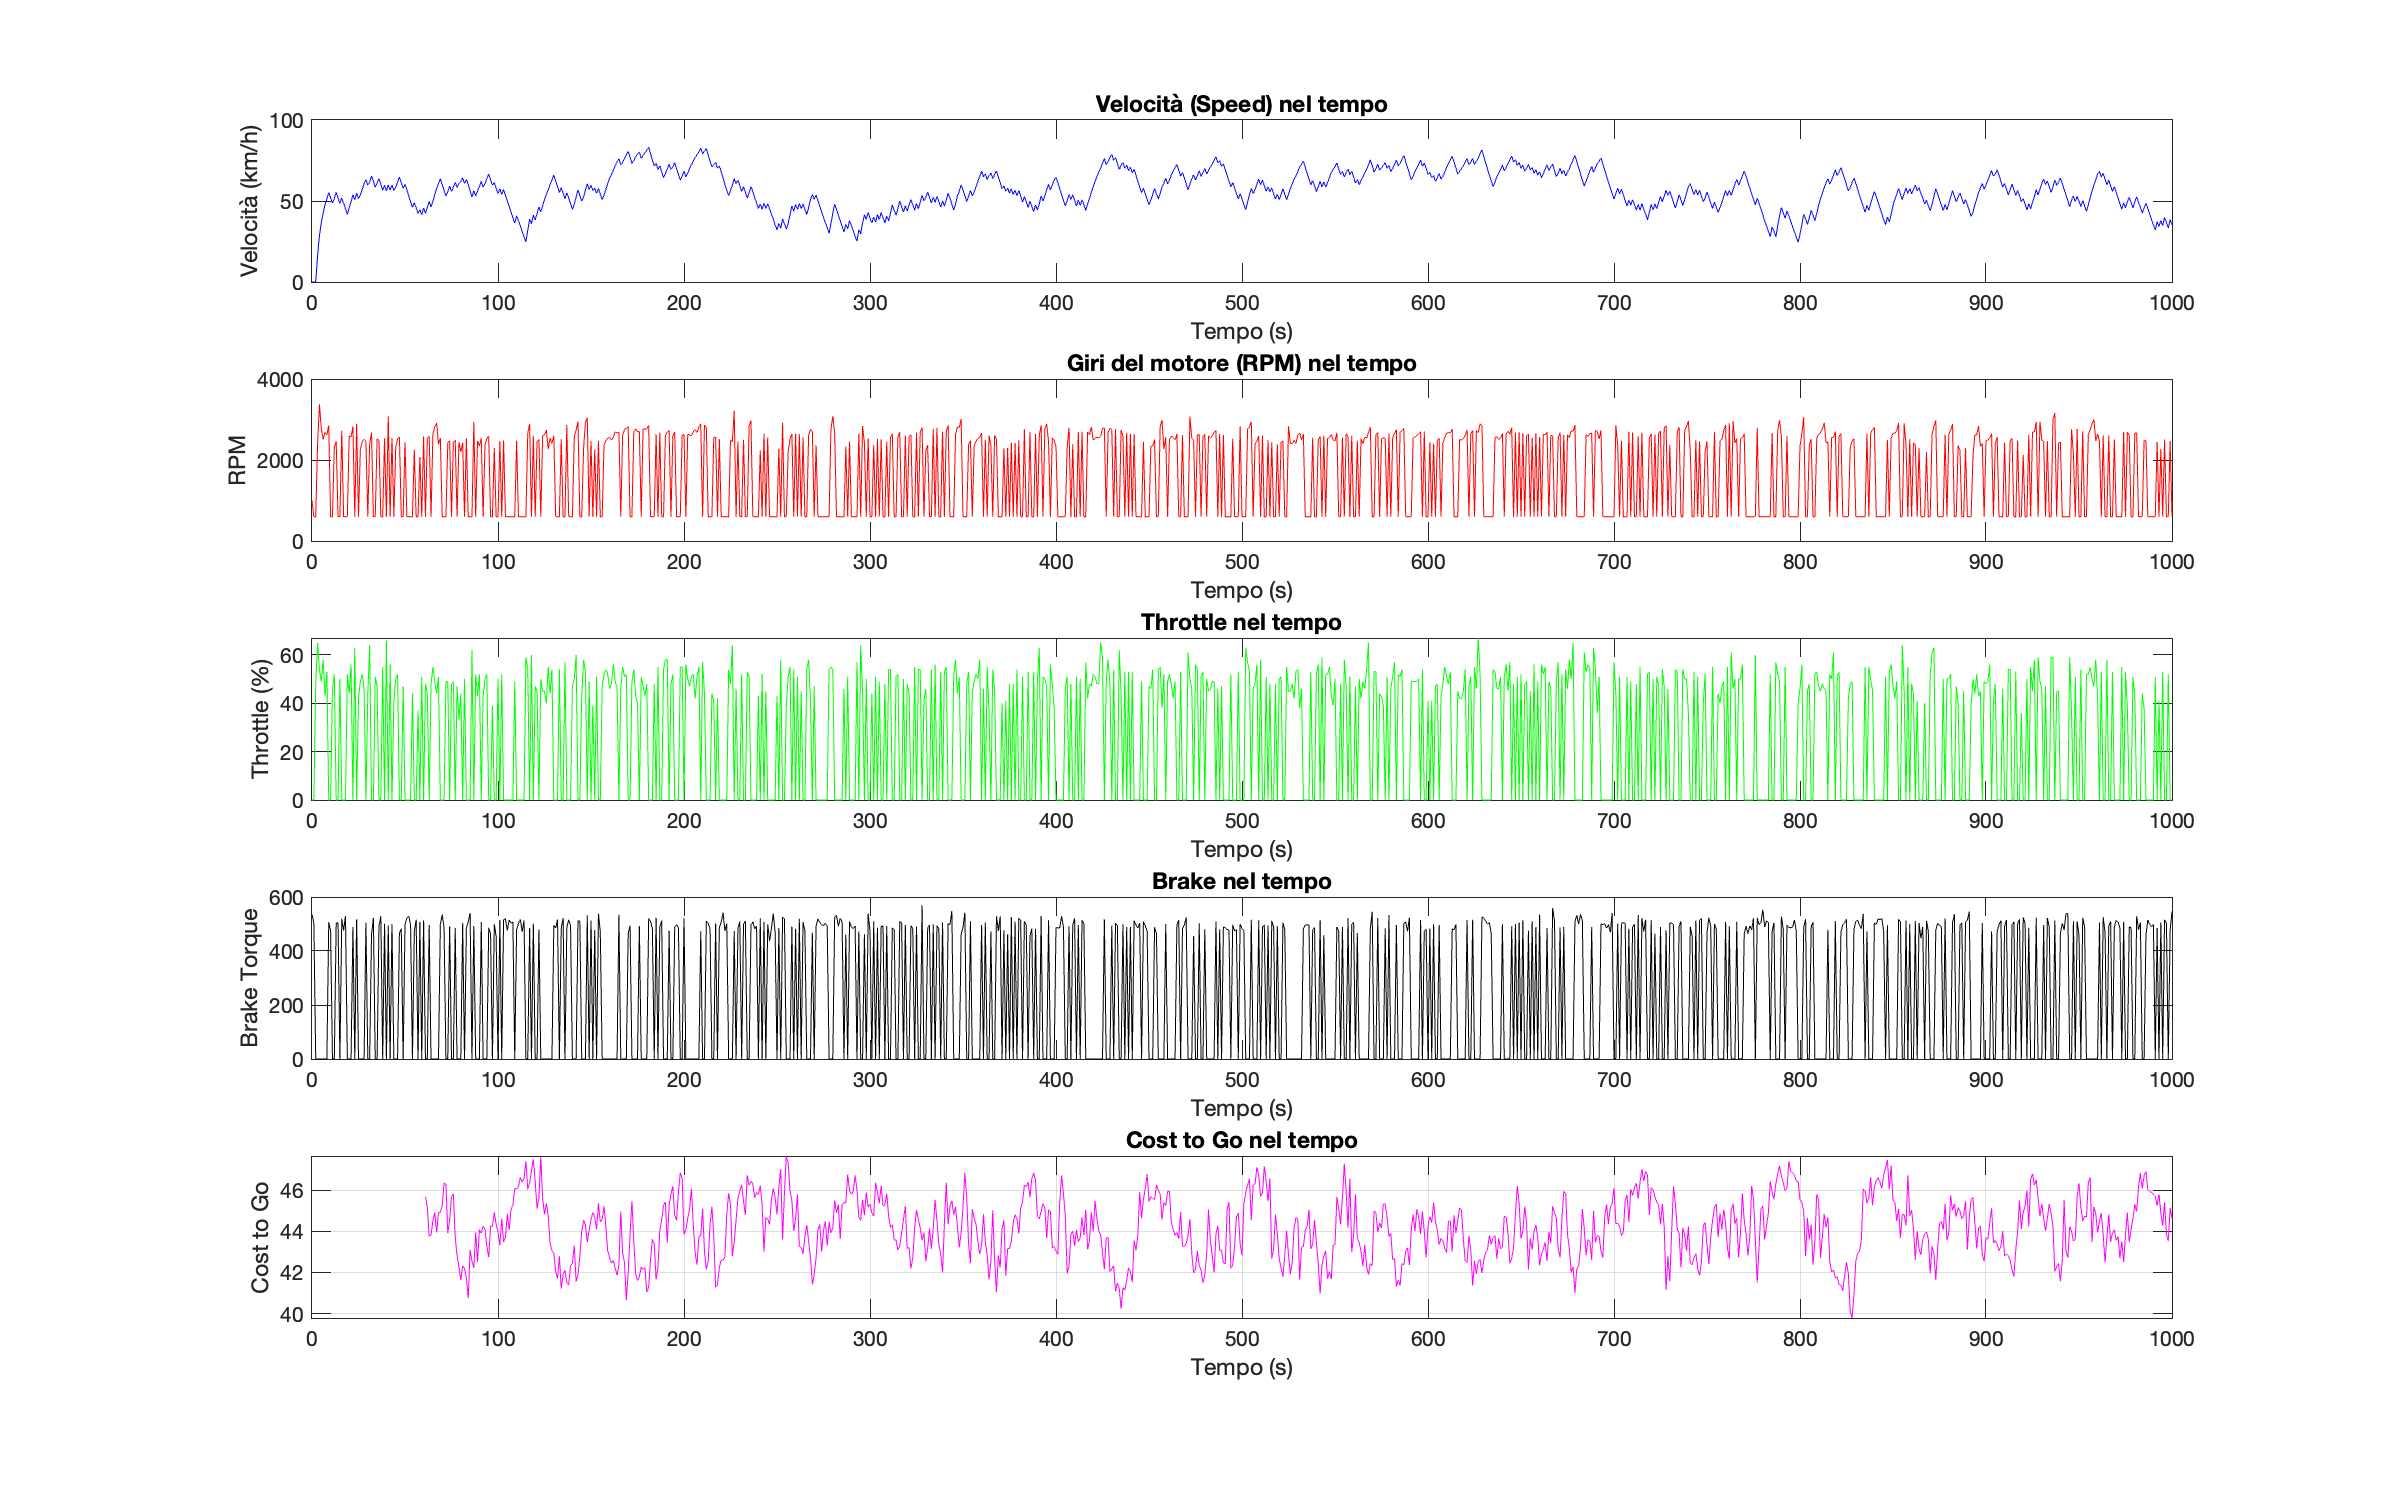 Velocità (Speed) nel tempo
100
50
0
Velocità (km/h)
0 100 200 300 400 500 600 700 800 900 1000
Tempo (s)
Giri del motore (RPM) nel tempo
4000
2000
0
RPM
0 100 200 300 400 500 600 700 800 900 1000
Tempo (s)
Throttle nel tempo
60
40
20
0
Throttle (%)
0 100 200 300 400 500 600 700 800 900 1000
Tempo (s)
Brake nel tempo
600
400
200
0
Brake Torque
0 100 200 300 400 500 600 700 800 900 1000
Tempo (s)
Cost to Go nel tempo
46
44
42
40
Cost to Go
0 100 200 300 400 500 600 700 800 900 1000
Tempo (s)